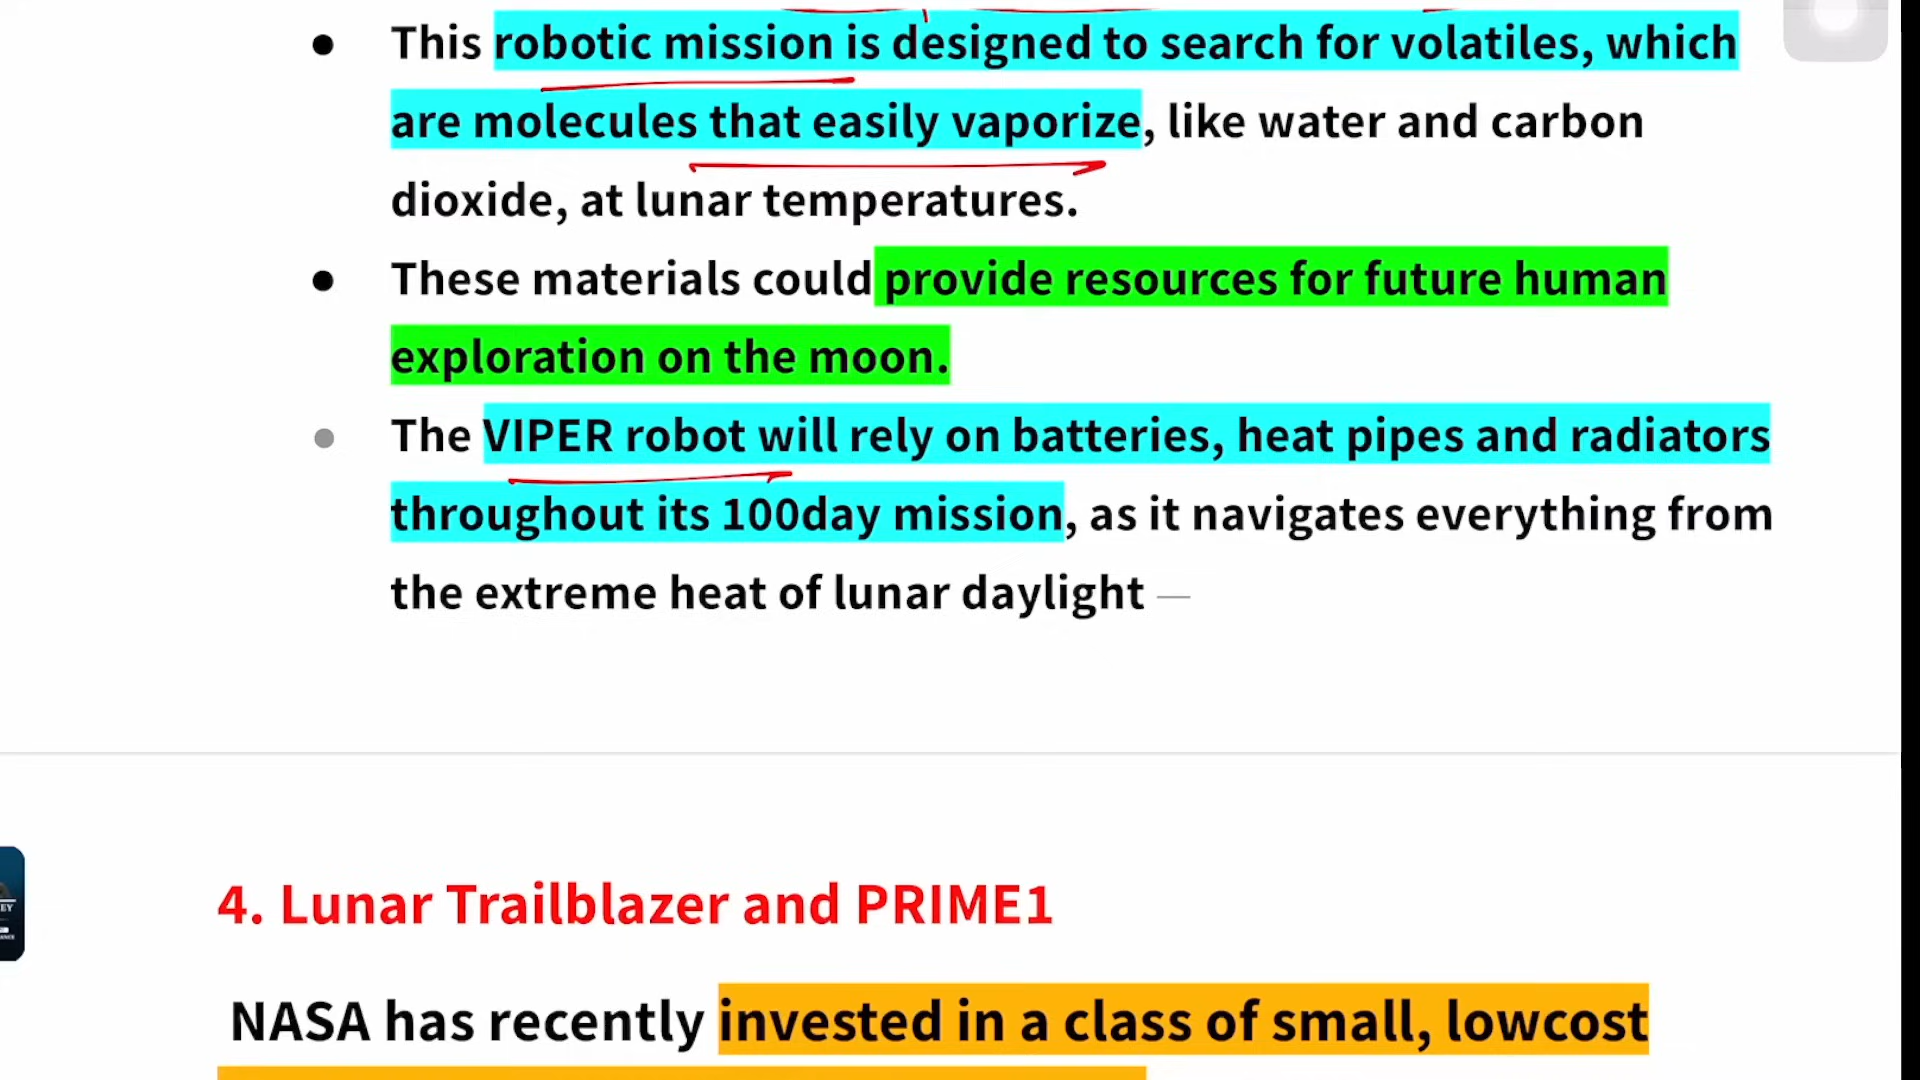 This robotic mission is designed to search for volatiles, which
are molecules that easily vaporize, like water and carbon
dioxide, at lunar temperatures.
These materials could provide resources for future human
exploration on the moon.
The VIPER robot will rely on batteries, heat pipes and radiators
throughout its 100day mission, as it navigates everything from
the extreme heat of lunar daylight —
4. Lunar Trailblazer and PRIME1
NASA has recently invested in a class of small, lowcost